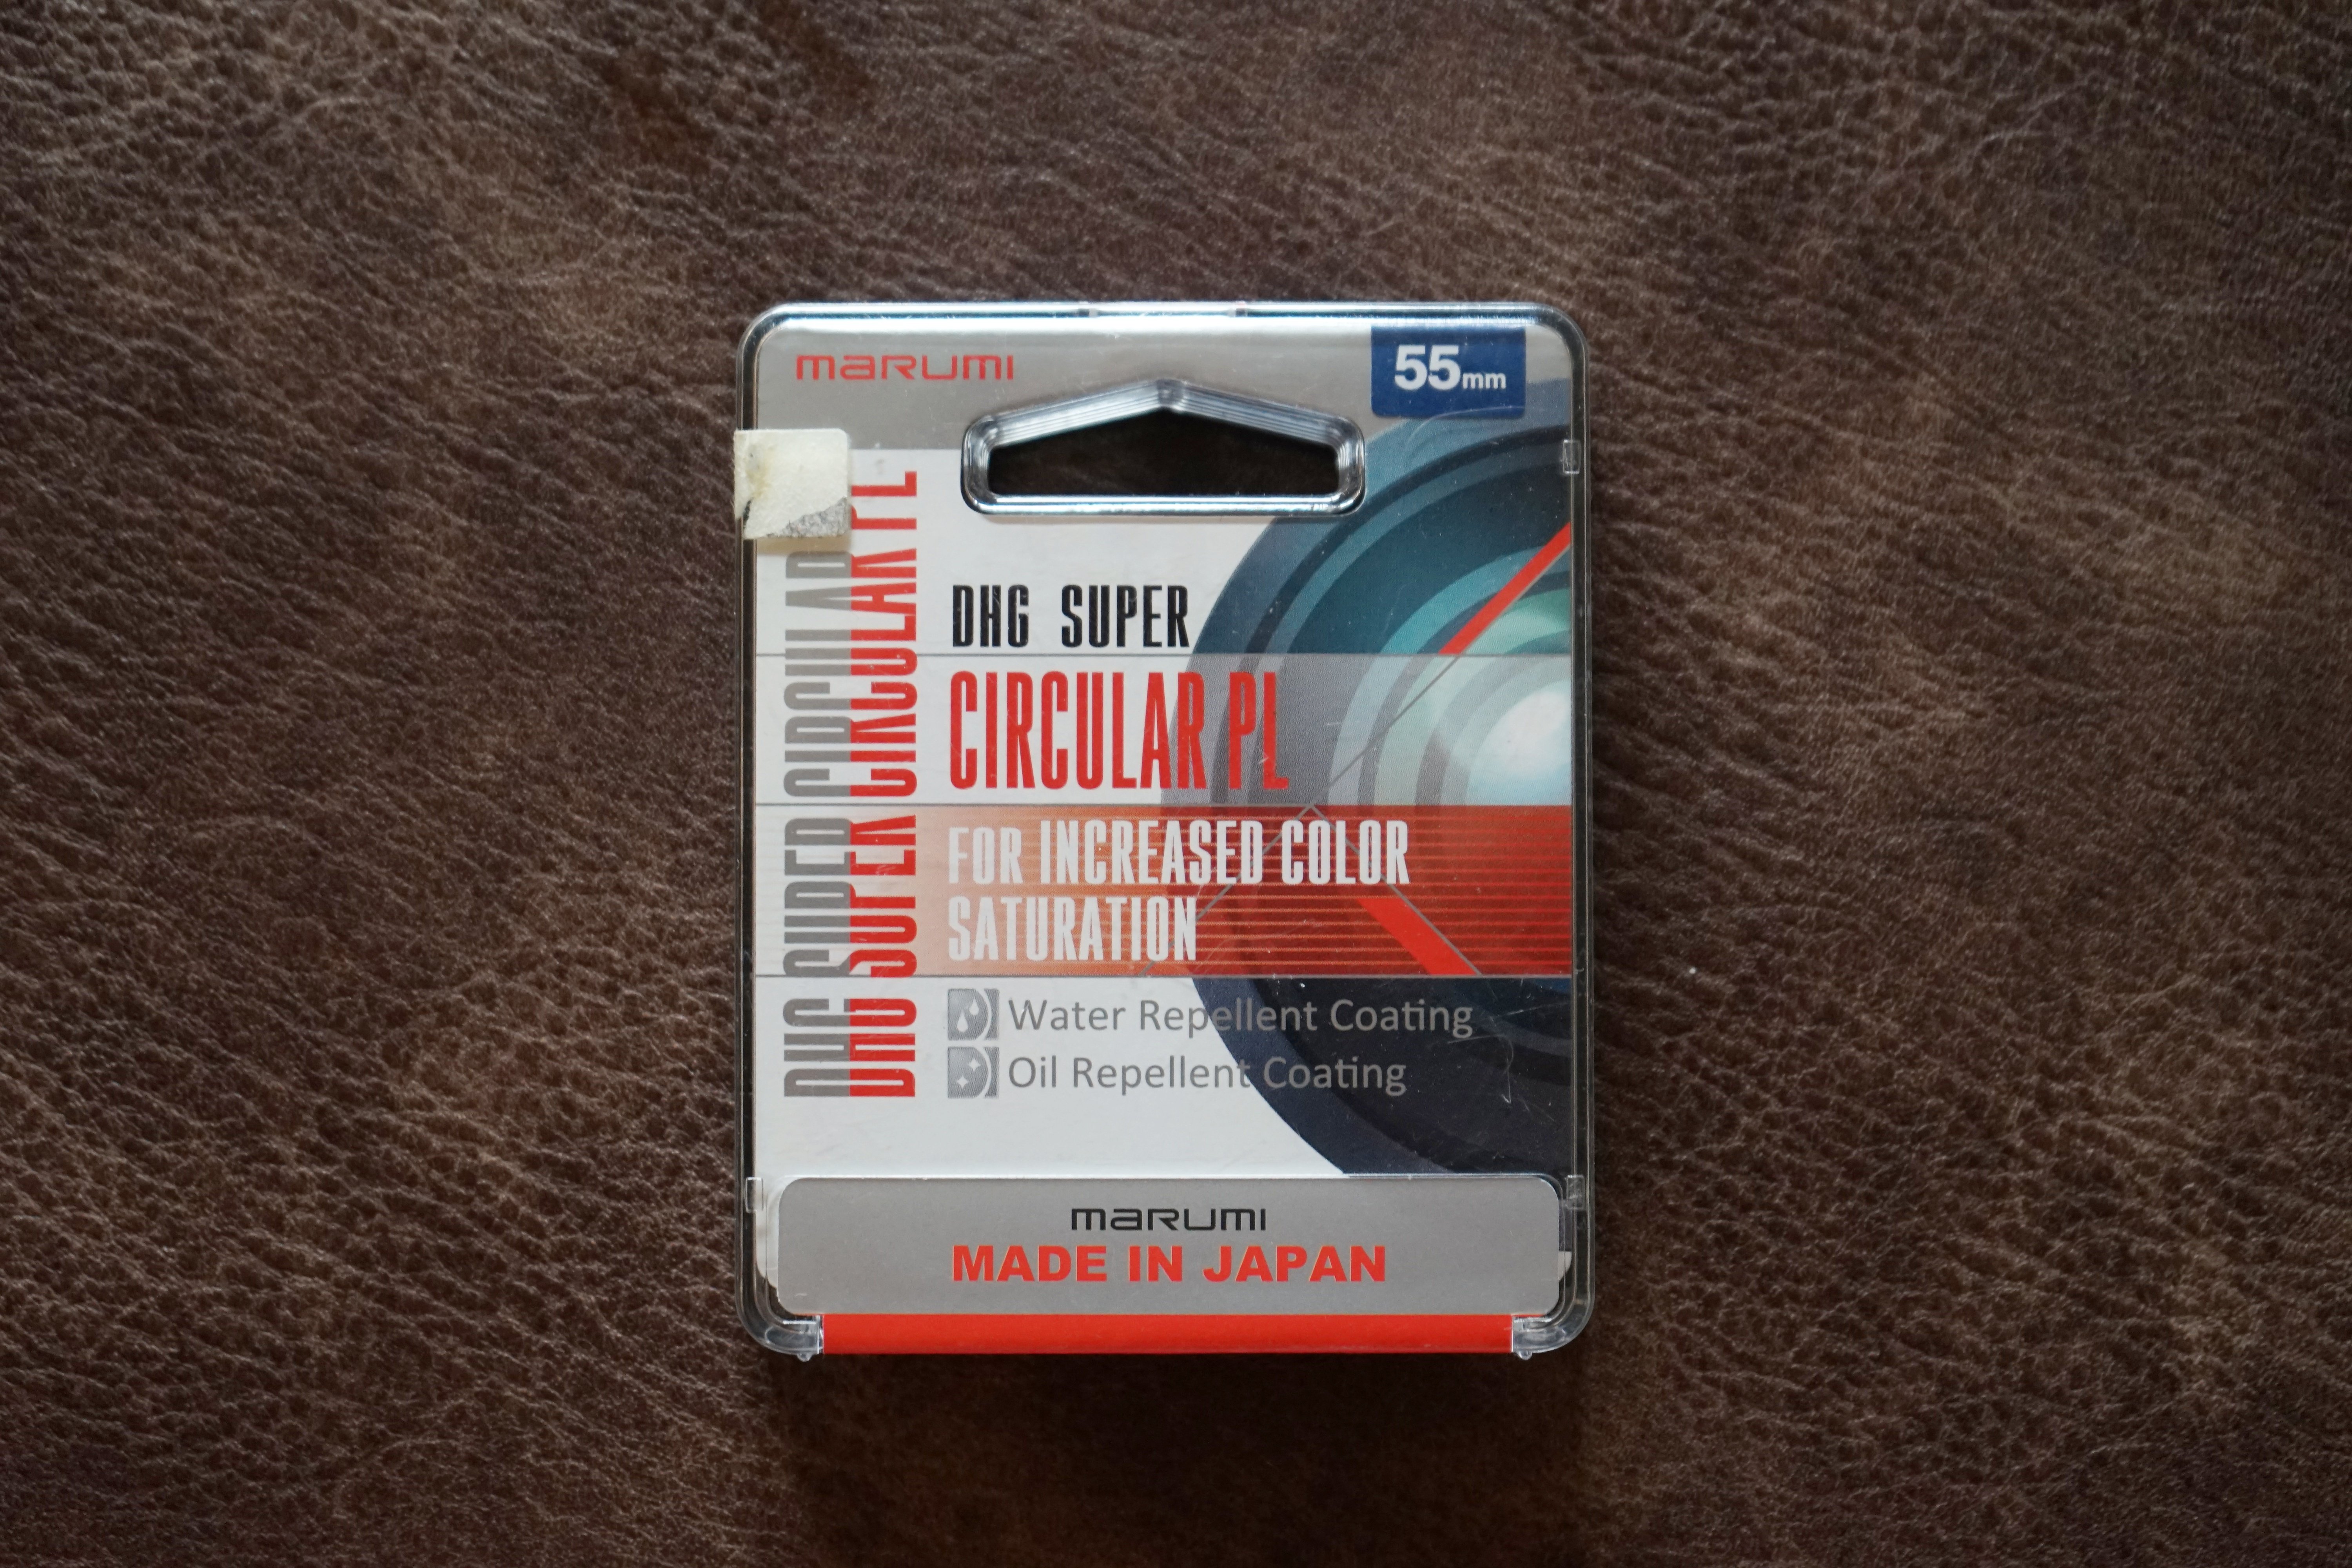 marumi
55mm
DHG SUPER CIRCULAR PL
DHG SUPER
CIRCULAR PL
FOR INCREASED COLOR
SATURATION
Water Repellent Coating
Oil Repellent Coating
marumi
MADE IN JAPAN